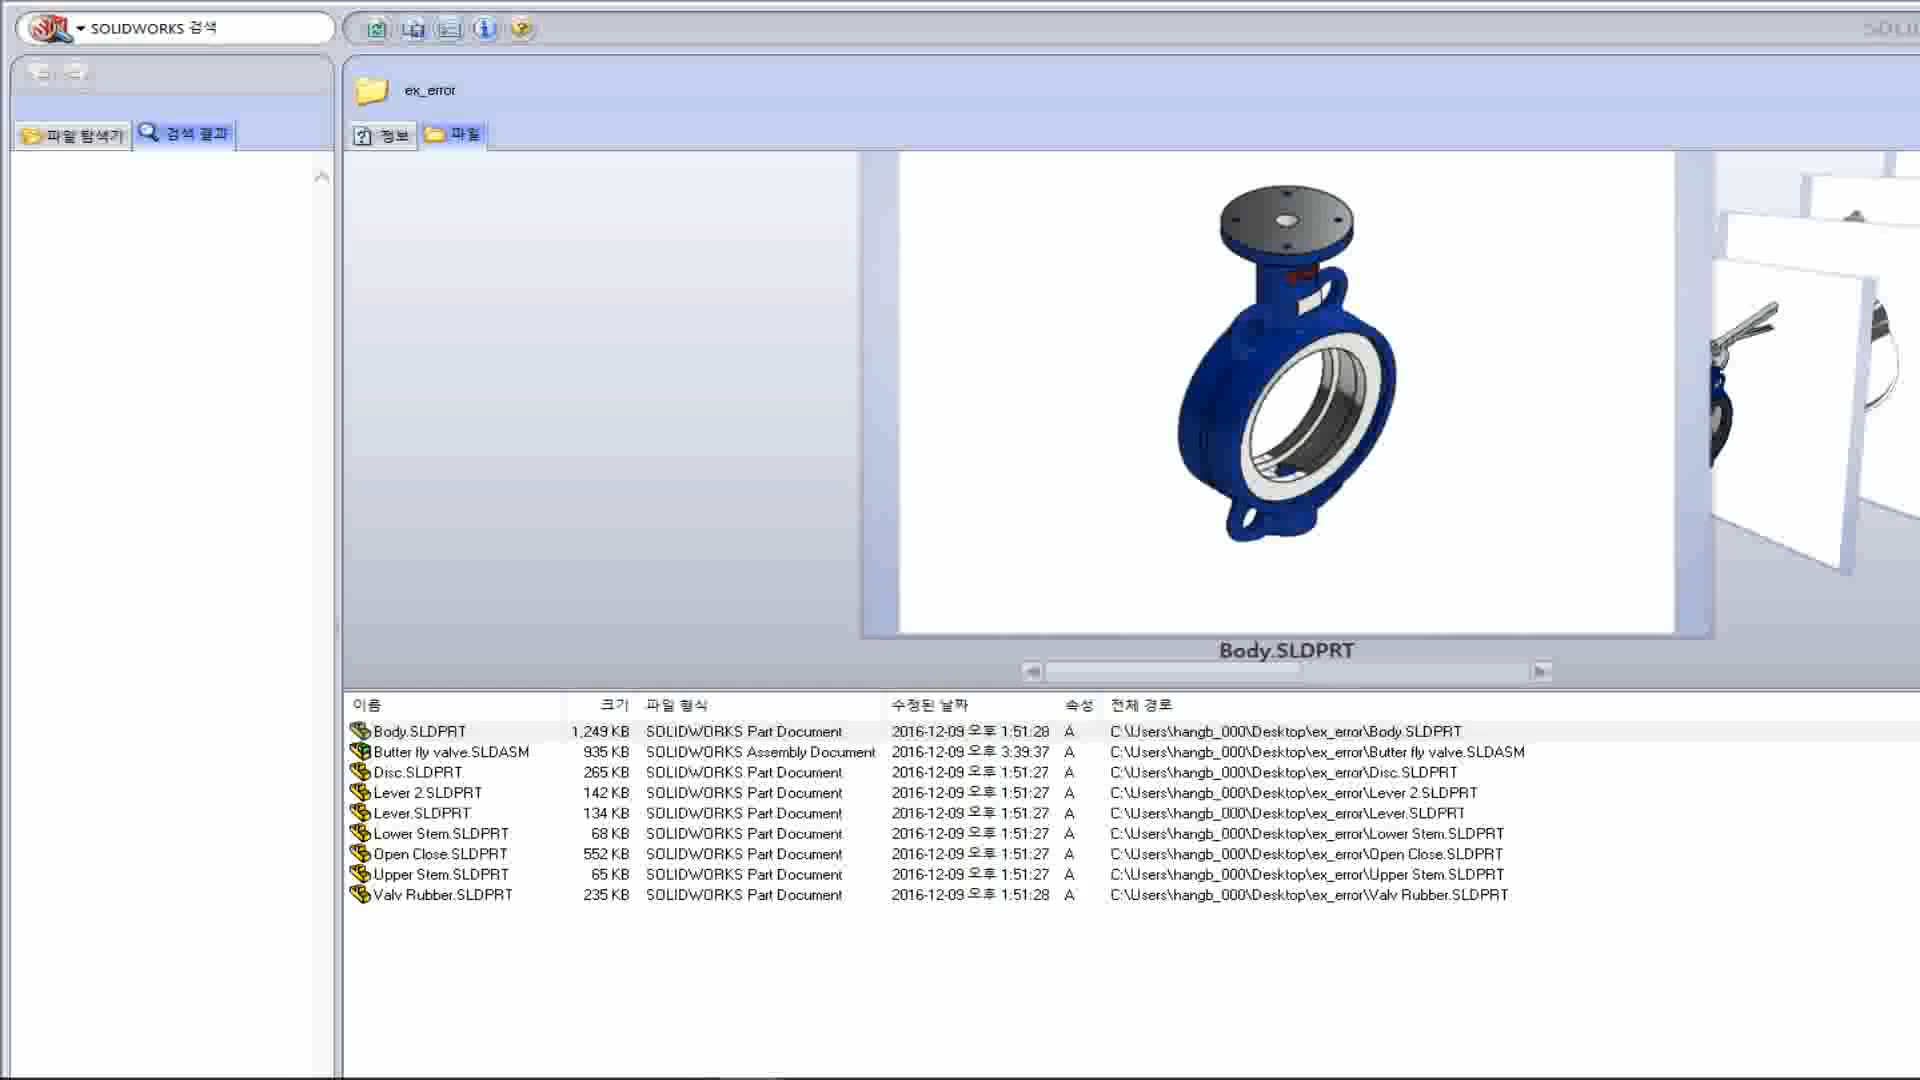 SOLIDWORKS 검색
ex_error
파일 탐색기 검색 결과 정보 파일
Body.SLDPRT
이름 크기 파일 형식 수정된 날짜 속성 전체 경로
Body.SLDPRT 1,249 KB SOLIDWORKS Part Document 2016-12-09 오후 1:51:28 A C:\Users\hangb_000\Desktop\ex_error\Body.SLDPRT
Butter fly valve.SLDASM 935 KB SOLIDWORKS Assembly Document 2016-12-09 오후 3:39:37 A C:\Users\hangb_000\Desktop\ex_error\Butter fly valve.SLDASM
Disc.SLDPRT 265 KB SOLIDWORKS Part Document 2016-12-09 오후 1:51:27 A C:\Users\hangb_000\Desktop\ex_error\Disc.SLDPRT
Lever 2.SLDPRT 142 KB SOLIDWORKS Part Document 2016-12-09 오후 1:51:27 A C:\Users\hangb_000\Desktop\ex_error\Lever 2.SLDPRT
Lever.SLDPRT 134 KB SOLIDWORKS Part Document 2016-12-09 오후 1:51:27 A C:\Users\hangb_000\Desktop\ex_error\Lever.SLDPRT
Lower Stem.SLDPRT 68 KB SOLIDWORKS Part Document 2016-12-09 오후 1:51:27 A C:\Users\hangb_000\Desktop\ex_error\Lower Stem.SLDPRT
Open Close.SLDPRT 552 KB SOLIDWORKS Part Document 2016-12-09 오후 1:51:27 A C:\Users\hangb_000\Desktop\ex_error\Open Close.SLDPRT
Upper Stem.SLDPRT 65 KB SOLIDWORKS Part Document 2016-12-09 오후 1:51:27 A C:\Users\hangb_000\Desktop\ex_error\Upper Stem.SLDPRT
Valv Rubber.SLDPRT 235 KB SOLIDWORKS Part Document 2016-12-09 오후 1:51:28 A C:\Users\hangb_000\Desktop\ex_error\Valv Rubber.SLDPRT